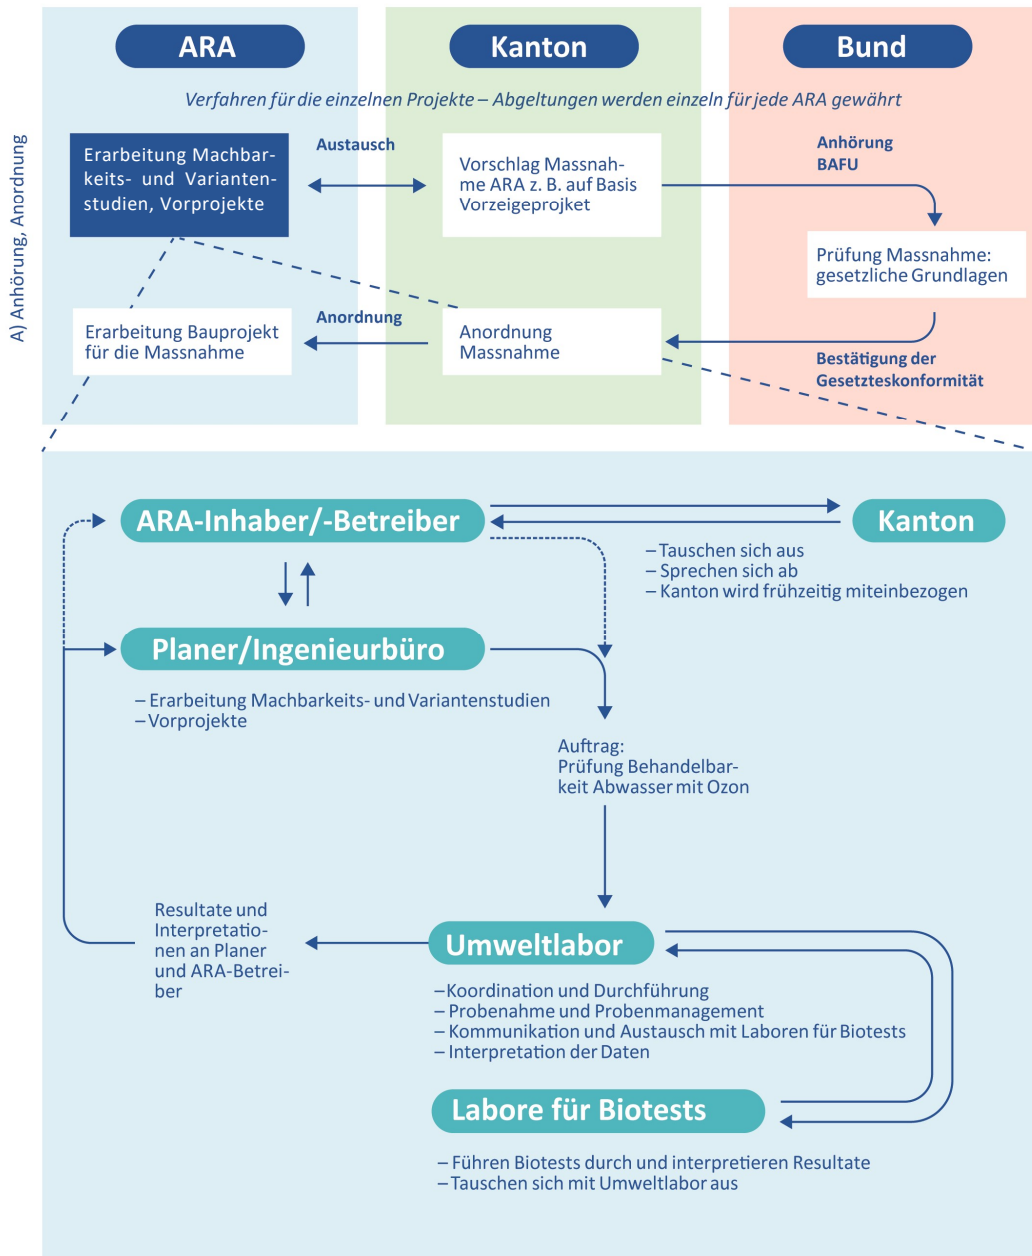 ARA
Kanton
Bund
Verfahren für die einzelnen Projekte – Abgeltungen werden einzeln für jede ARA gewährt
A) Anhörung, Anordnung
Erarbeitung Machbar-
keits- und Varianten-
studien, Vorprojekte
Austausch
Vorschlag Massnah-
me ARA z. B. auf Basis
Vorzeigeprojket
Anhörung
BAFU
Prüfung Massnahme:
gesetzliche Grundlagen
Erarbeitung Bauprojekt
für die Massnahme
Anordnung
Anordnung
Massnahme
Bestätigung der
Gesetzteskonformität
ARA-Inhaber/-Betreiber
Kanton
– Tauschen sich aus
– Sprechen sich ab
– Kanton wird frühzeitig miteinbezogen
Planer/Ingenieurbüro
– Erarbeitung Machbarkeits- und Variantenstudien
– Vorprojekte
Auftrag:
Prüfung Behandelbar-
keit Abwasser mit Ozon
Resultate und
Interpretatio-
nen an Planer
und ARA-Betrei-
ber
Umweltlabor
– Koordination und Durchführung
– Probenahme und Probenmanagement
– Kommunikation und Austausch mit Laboren für Biotests
– Interpretation der Daten
Labore für Biotests
– Führen Biotests durch und interpretieren Resultate
– Tauschen sich mit Umweltlabor aus